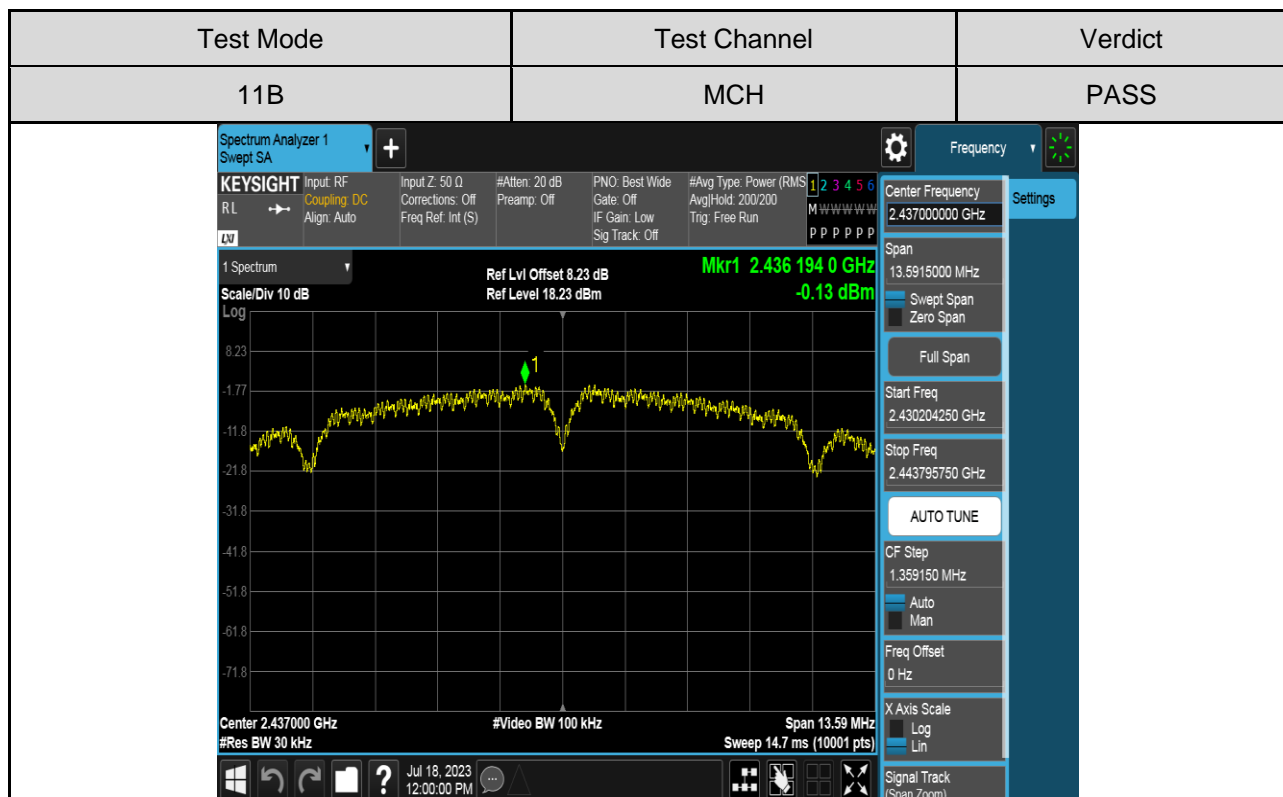 Test Mode Test Channel Verdict
11B MCH PASS
Spectrum Analyzer 1
Swept SA
+
Frequency
KEYSIGHT
RL
LXI
Input: RF
Coupling: DC
Align: Auto
Input Z: 50 Ω
Corrections: Off
Freq Ref: Int (S)
#Atten: 20 dB
Preamp: Off
PNO: Best Wide
Gate: Off
IF Gain: Low
Sig Track: Off
#Avg Type: Power (RMS
Avg|Hold: 200/200
Trig: Free Run
1 2 3 4 5 6
M W W W W W
P P P P P P
1 Spectrum
Scale/Div 10 dB
Ref Lvl Offset 8.23 dB
Ref Level 18.23 dBm
Mkr1 2.436 194 0 GHz
-0.13 dBm
Log
8.23
-1.77
-11.8
-21.8
-31.8
-41.8
-51.8
-61.8
-71.8
1
Center 2.437000 GHz
#Res BW 30 kHz
#Video BW 100 kHz
Span 13.59 MHz
Sweep 14.7 ms (10001 pts)
?
Jul 18, 2023
12:00:00 PM
Center Frequency
2.437000000 GHz
Span
13.5915000 MHz
Swept Span
Zero Span
Full Span
Start Freq
2.430204250 GHz
Stop Freq
2.443795750 GHz
AUTO TUNE
CF Step
1.359150 MHz
Auto
Man
Freq Offset
0 Hz
X Axis Scale
Log
Lin
Signal Track
(Span Zoom)
Settings